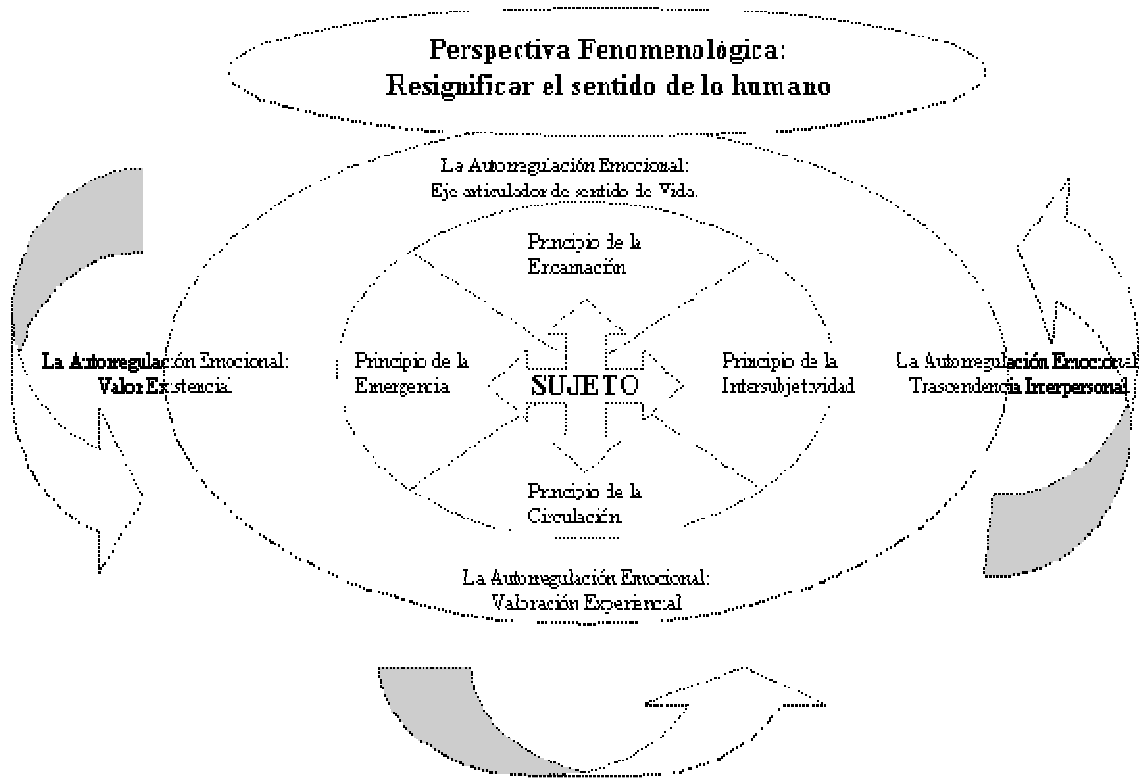 Perspectiva Fenomenológica:
Resignificar el sentido de lo humano
La Autorregulación Emocional:
Eje articulador de sentido de Vida.
Principio de la
Encarnación
La Autorregulación Emocional:
Valor Existencia.
Principio de la
Emergencia
SUJETO
Principio de la
Intersubjetividad
La Autorregulación Emocional
Trascendencia Interpersonal
Principio de la
Circulación
La Autorregulación Emocional:
Valoración Experiencial